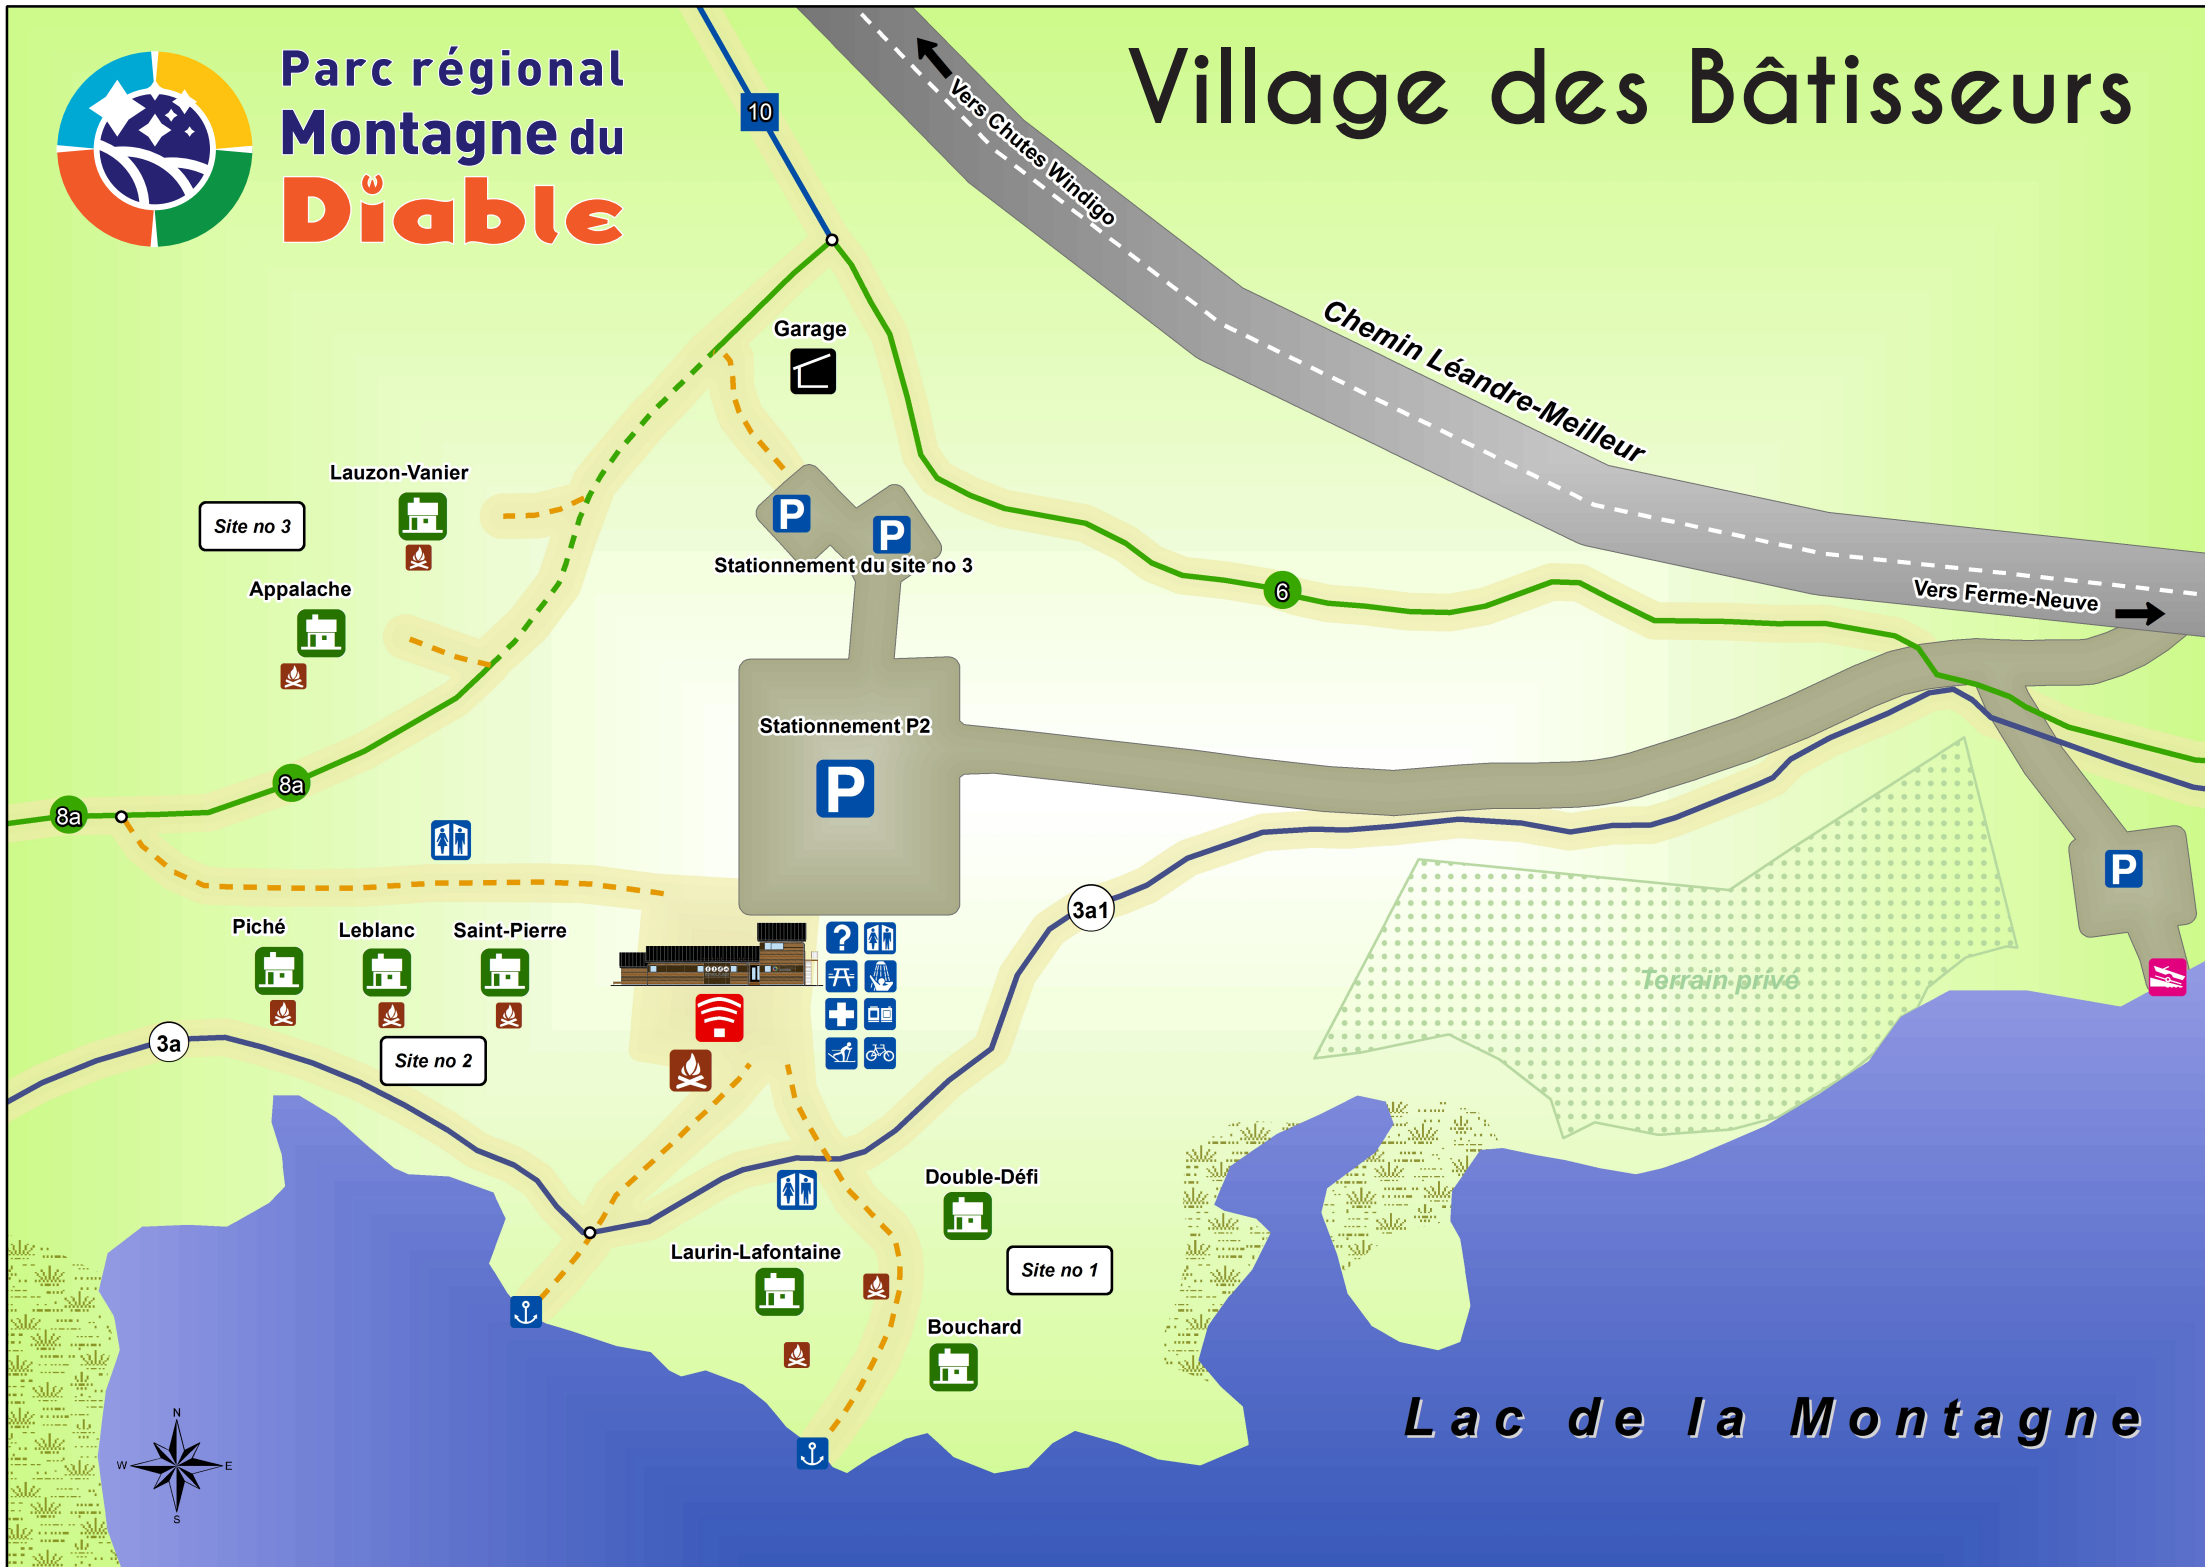 Parc régional
Montagne du
Diable
Village des Bâtisseurs
10
Vers Chutes Windigo
Garage
Chemin Léandre-Meilleur
Lauzon-Vanier
Site no 3
P
P
Stationnement du site no 3
Appalache
6
Vers Ferme-Neuve
Stationnement P2
P
8a
8a
P
3a1
Piché
Leblanc
Saint-Pierre
?
Terrain privé
3a
Site no 2
Double-Défi
Laurin-Lafontaine
Site no 1
Bouchard
Lac de la Montagne
N
W
E
S